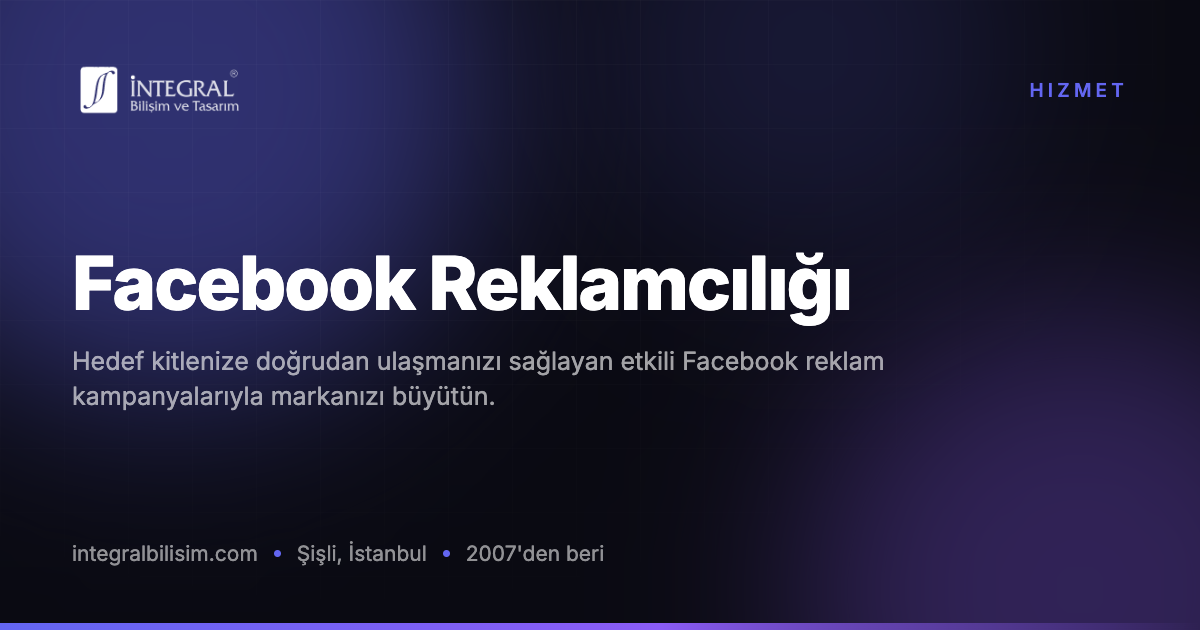 İNTEGRAL®
Bilişim ve Tasarım
HIZMET
Facebook Reklamcılığı
Hedef kitlenize doğrudan ulaşmanızı sağlayan etkili Facebook reklam
kampanyalarıyla markanızı büyütün.
integralbilisim.com • Şişli, İstanbul • 2007'den beri